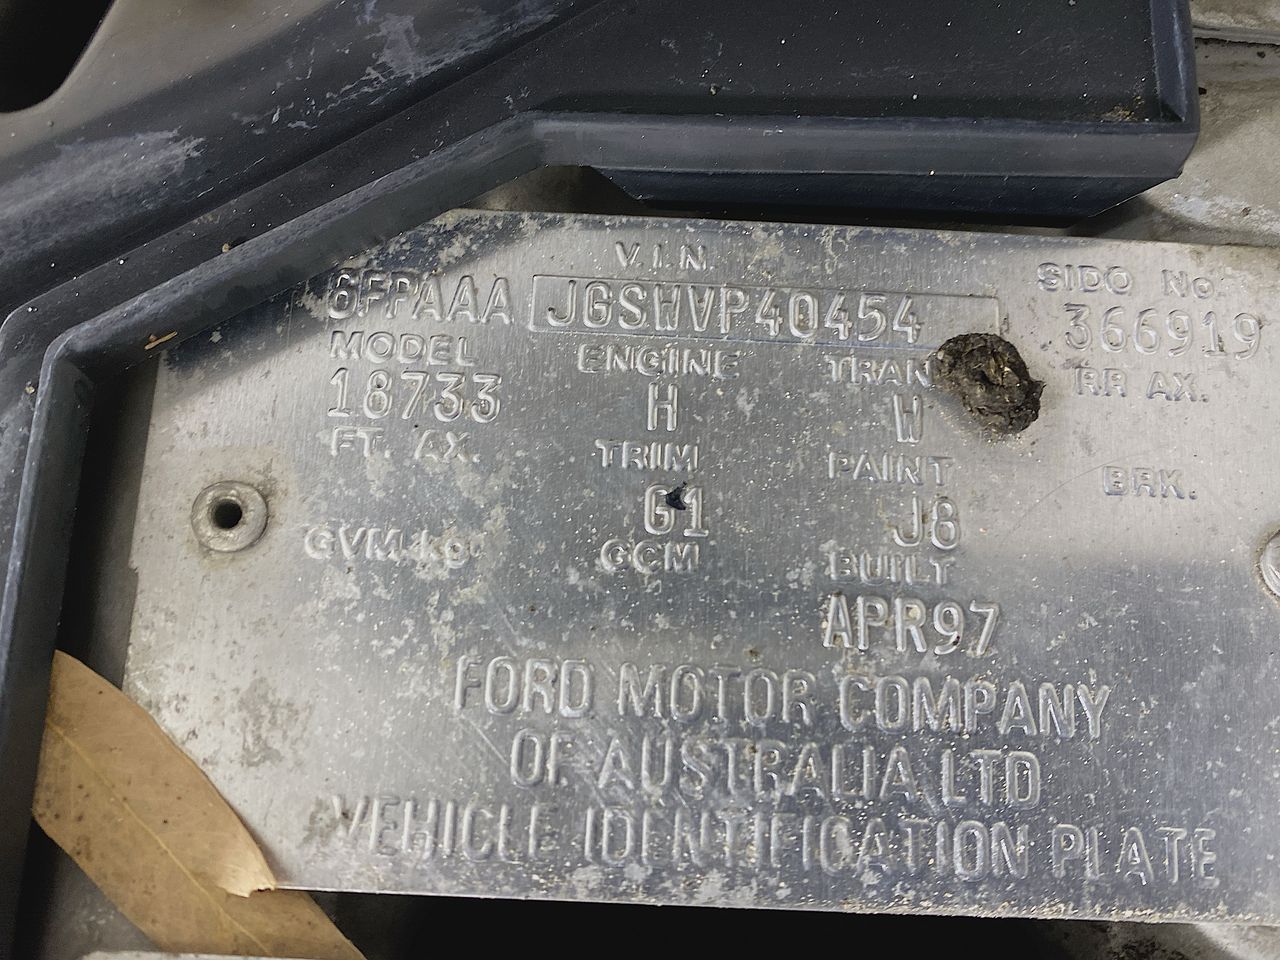 V.I.N. SIDO No.
6FPAAA JGSWVP40454 366919
MODEL ENGINE TRAN RR AX.
18733 H W
FT. AX. TRIM PAINT BRK.
G1 J8
GVM-kg GCM BUILT
APR97
FORD MOTOR COMPANY
OF AUSTRALIA LTD
VEHICLE IDENTIFICATION PLATE